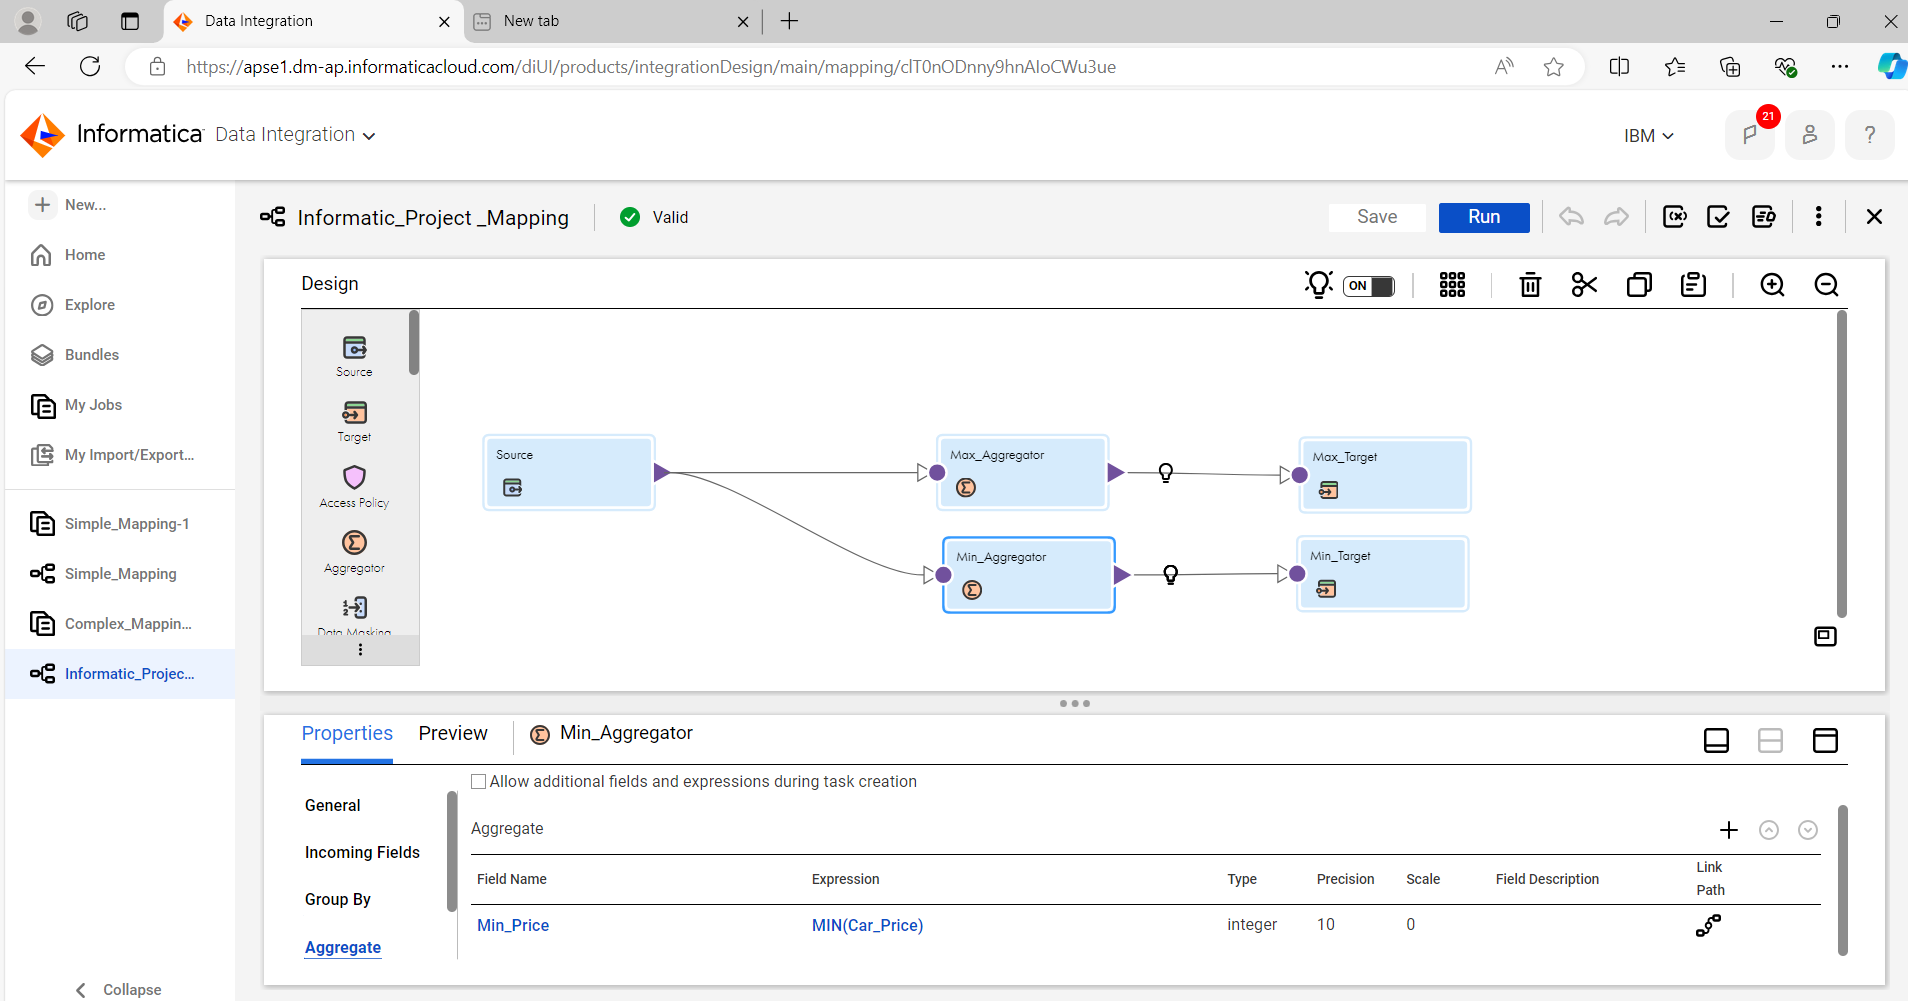 Data Integration
New tab
https://apse1.dm-ap.informaticacloud.com/diUI/products/integrationDesign/main/mapping/clT0nODnny9hnAIoCWu3ue
Informatica Data Integration
IBM
21
?
New...
Home
Explore
Bundles
My Jobs
My Import/Export...
Simple_Mapping-1
Simple_Mapping
Complex_Mappin...
Informatic_Projec...
Collapse
Informatic_Project _Mapping
Valid
Save
Run
Design
ON
Source
Target
Access Policy
Aggregator
Data Masking
Source
Max_Aggregator
Max_Target
Min_Aggregator
Min_Target
Properties
Preview
Min_Aggregator
General
Incoming Fields
Group By
Aggregate
Allow additional fields and expressions during task creation
Aggregate
Field Name Expression Type Precision Scale Field Description Link Path
Min_Price MIN(Car_Price) integer 10 0